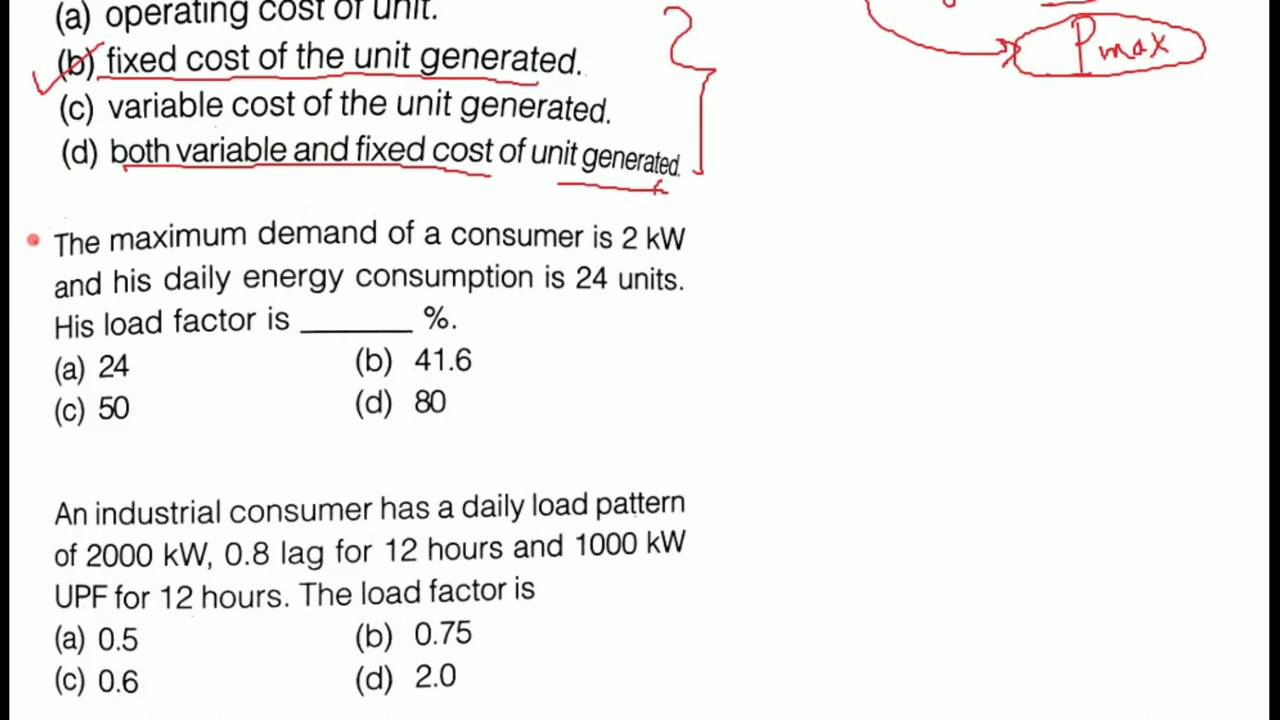 (a) operating cost of unit.
(b) fixed cost of the unit generated.
(c) variable cost of the unit generated.
(d) both variable and fixed cost of unit generated.
Pmax
The maximum demand of a consumer is 2 kW
and his daily energy consumption is 24 units.
His load factor is ________ %.
(a) 24 (b) 41.6
(c) 50 (d) 80
An industrial consumer has a daily load pattern
of 2000 kW, 0.8 lag for 12 hours and 1000 kW
UPF for 12 hours. The load factor is
(a) 0.5 (b) 0.75
(c) 0.6 (d) 2.0